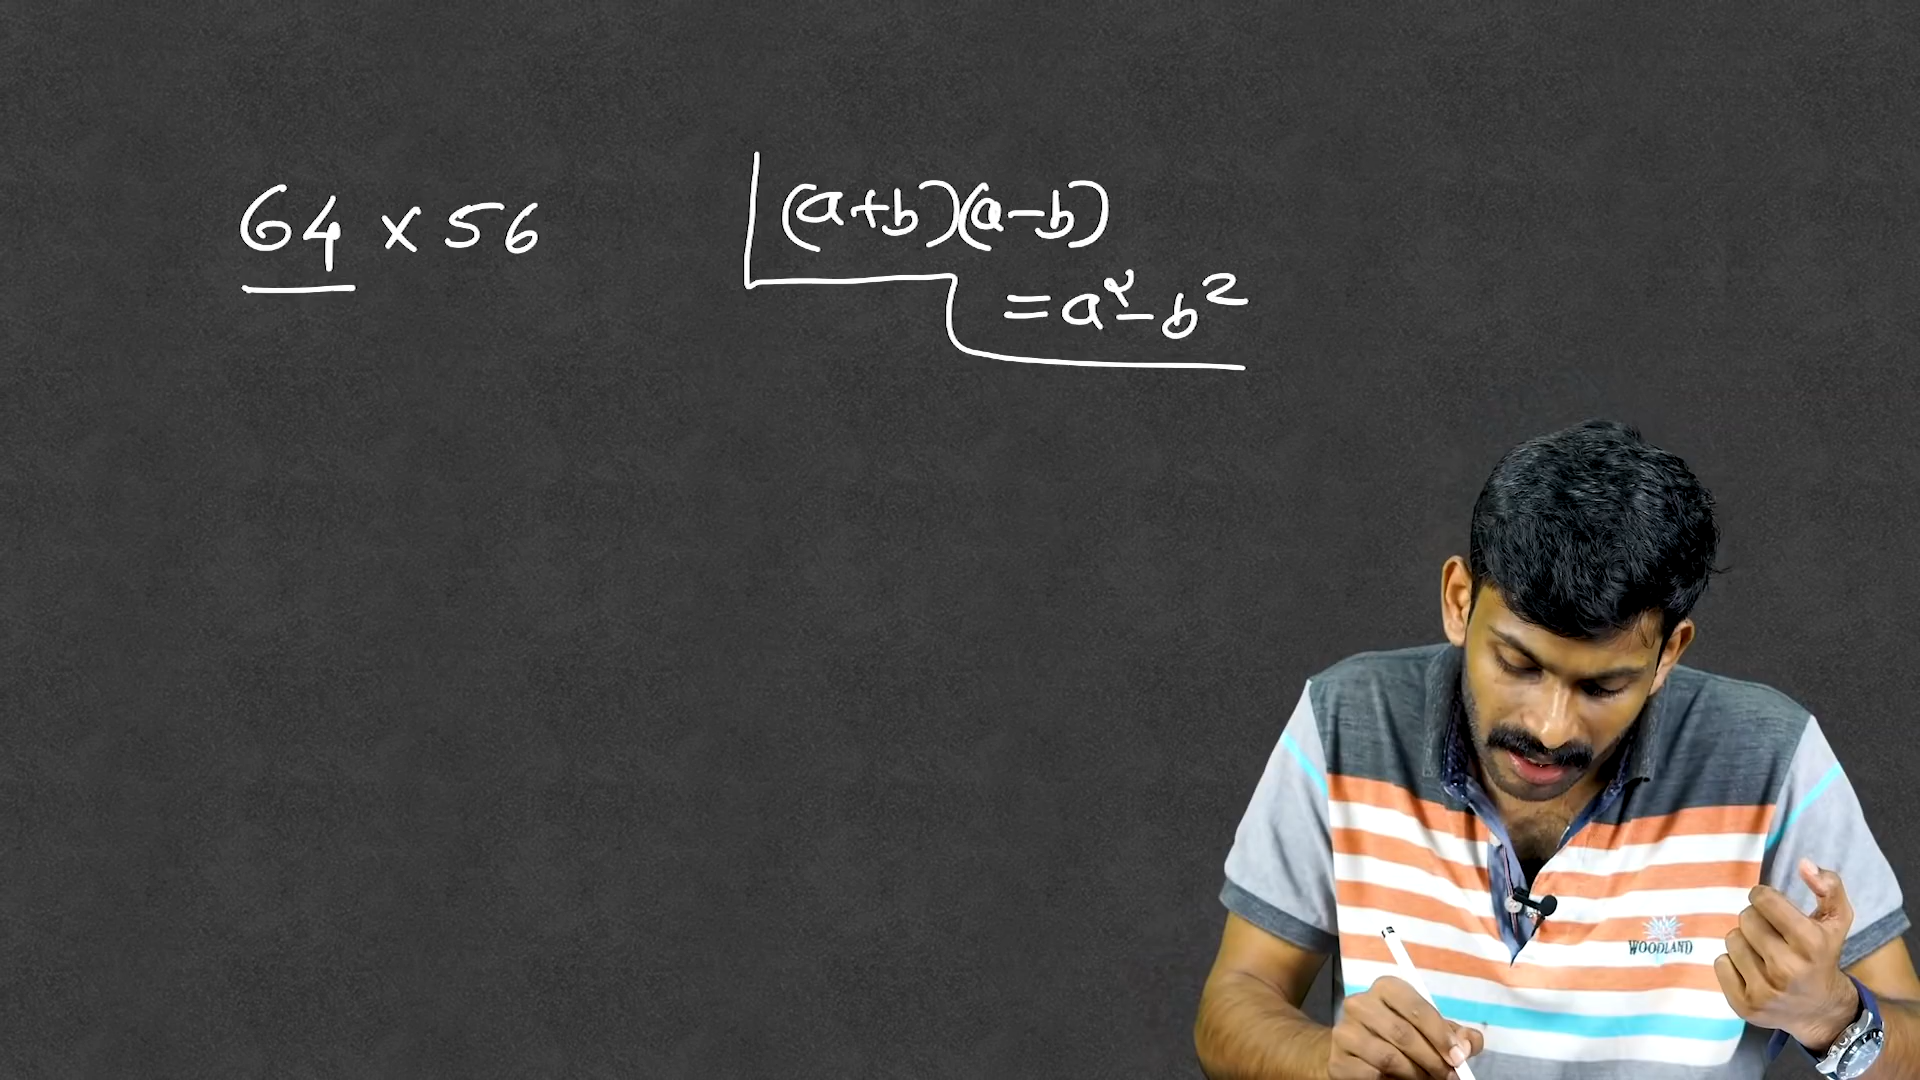 64 × 56
(a+b)(a-b)
= a² - b²
WOODLAND